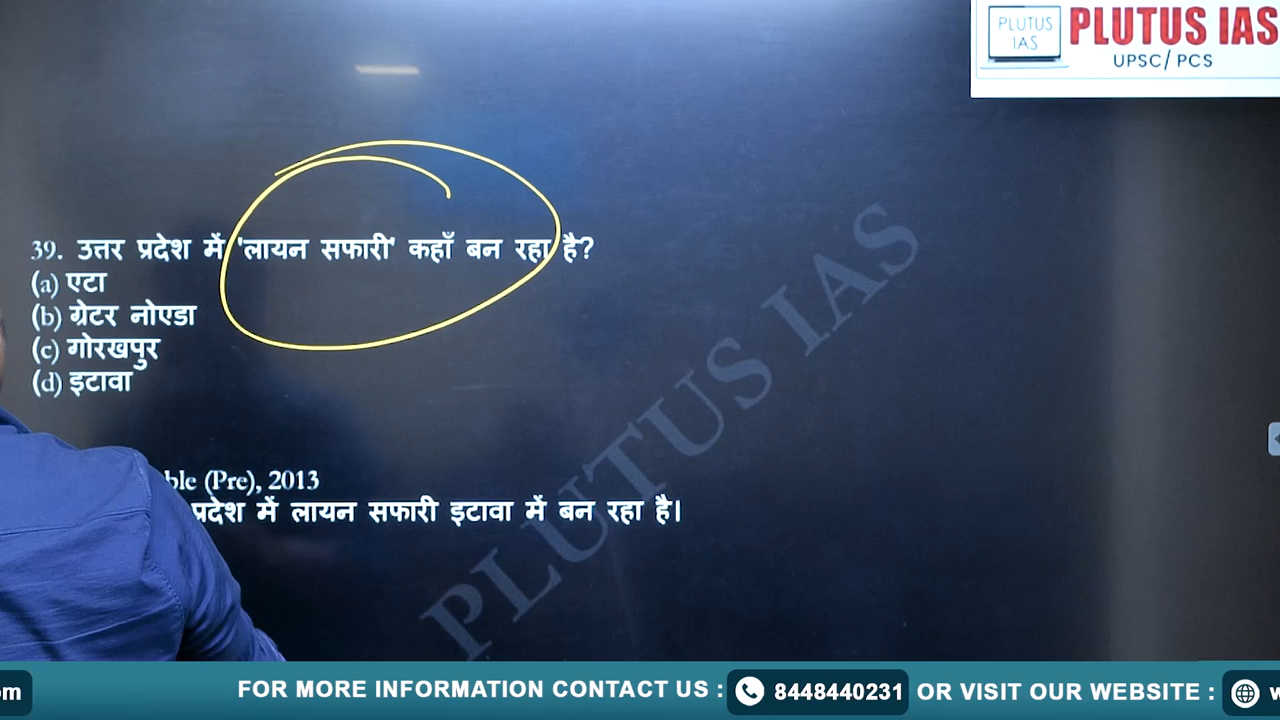 PLUTUS
IAS
PLUTUS IAS
UPSC/ PCS
39. उत्तर प्रदेश में 'लायन सफारी' कहाँ बन रहा है?
(a) एटा
(b) ग्रेटर नोएडा
(c) गोरखपुर
(d) इटावा
(Pre), 2013
प्रदेश में लायन सफारी इटावा में बन रहा है।
PLUTUS IAS
FOR MORE INFORMATION CONTACT US : 8448440231 OR VISIT OUR WEBSITE :